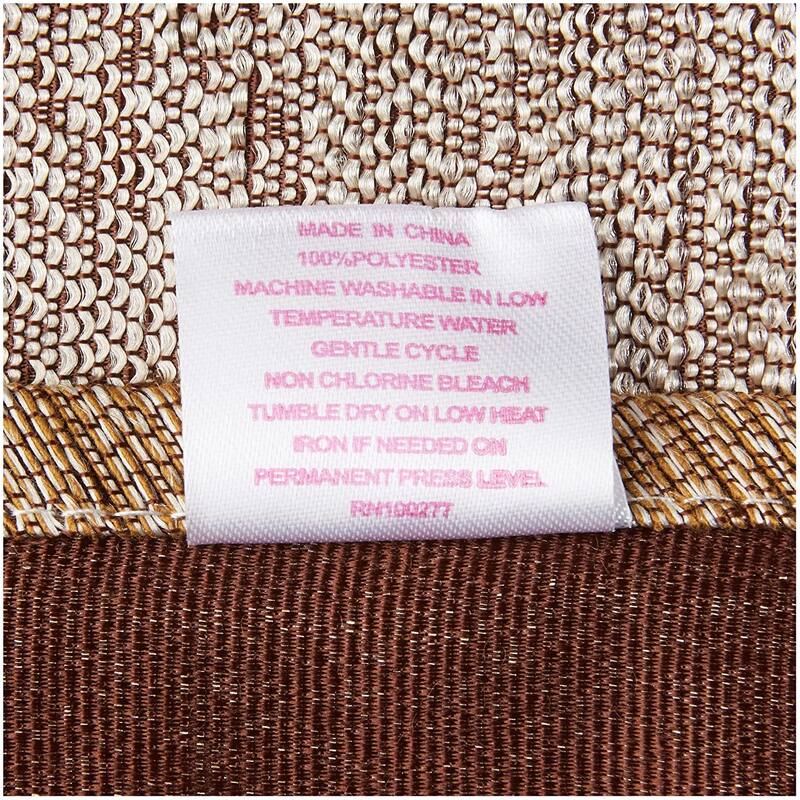 MADE IN CHINA
100%POLYESTER
MACHINE WASHABLE IN LOW
TEMPERATURE WATER
GENTLE CYCLE
NON CHLORINE BLEACH
TUMBLE DRY ON LOW HEAT
IRON IF NEEDED ON
PERMANENT PRESS LEVEL
RN100277